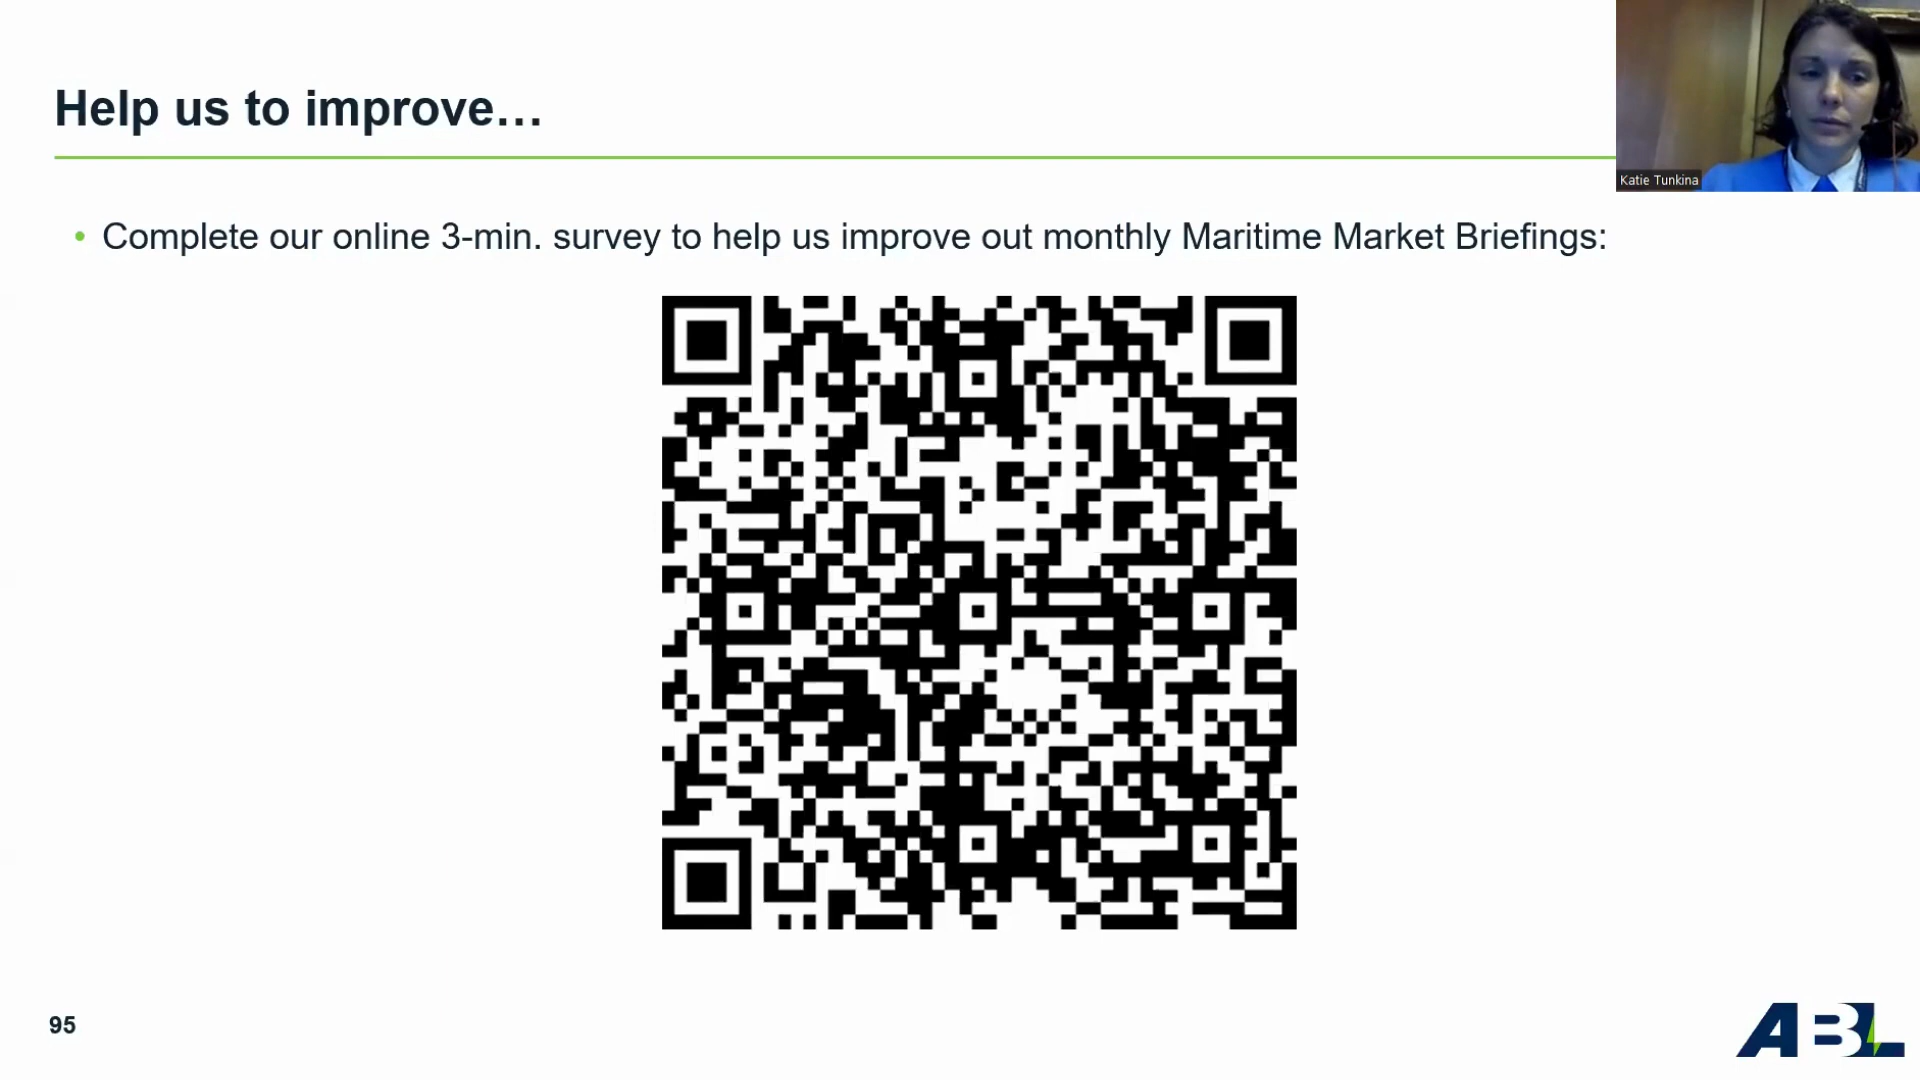 Help us to improve…
Katie Tunkina
• Complete our online 3-min. survey to help us improve out monthly Maritime Market Briefings:
95
ABL